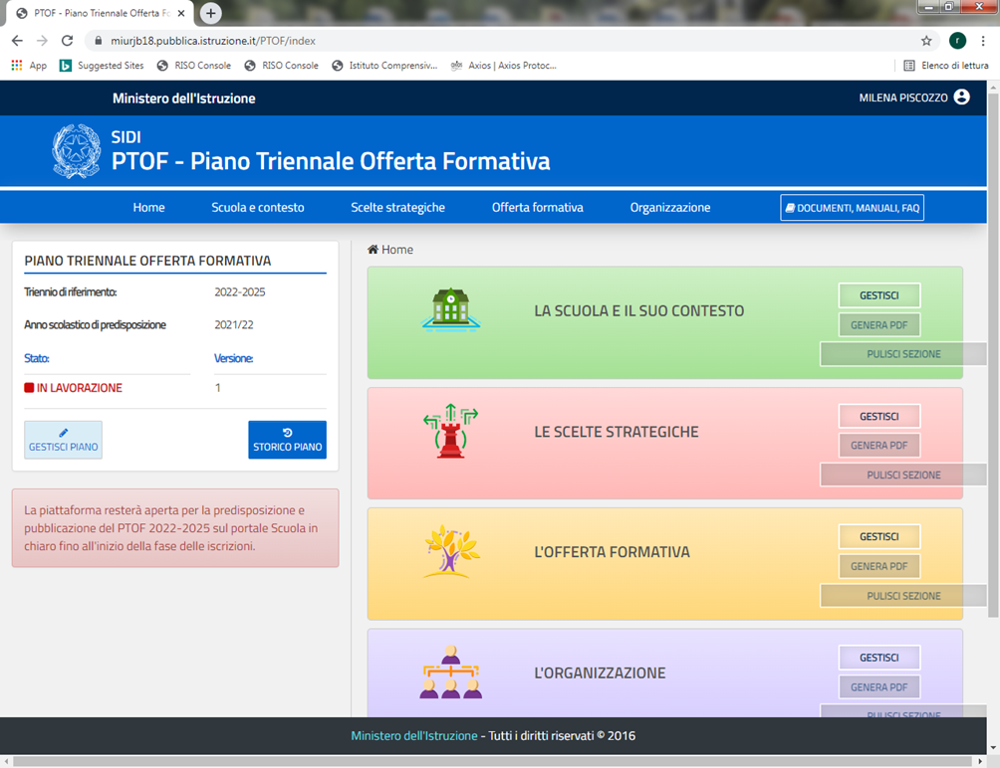 PTOF - Piano Triennale Offerta Fo
miurjb18.pubblica.istruzione.it/PTOF/index
r
App
Suggested Sites
RISO Console
RISO Console
Istituto Comprensiv...
Axios | Axios Protoc...
Elenco di lettura
Ministero dell'Istruzione
MILENA PISCOZZO
SIDI
PTOF - Piano Triennale Offerta Formativa
Home
Scuola e contesto
Scelte strategiche
Offerta formativa
Organizzazione
DOCUMENTI, MANUALI, FAQ
PIANO TRIENNALE OFFERTA FORMATIVA
Triennio di riferimento: 2022-2025
Anno scolastico di predisposizione 2021/22
Stato: Versione:
IN LAVORAZIONE 1
GESTISCI PIANO
STORICO PIANO
La piattaforma resterà aperta per la predisposizione e
pubblicazione del PTOF 2022-2025 sul portale Scuola in
chiaro fino all'inizio della fase delle iscrizioni.
Home
LA SCUOLA E IL SUO CONTESTO
GESTISCI
GENERA PDF
PULISCI SEZIONE
LE SCELTE STRATEGICHE
GESTISCI
GENERA PDF
PULISCI SEZIONE
L'OFFERTA FORMATIVA
GESTISCI
GENERA PDF
PULISCI SEZIONE
L'ORGANIZZAZIONE
GESTISCI
GENERA PDF
PULISCI SEZIONE
Ministero dell'Istruzione - Tutti i diritti riservati © 2016